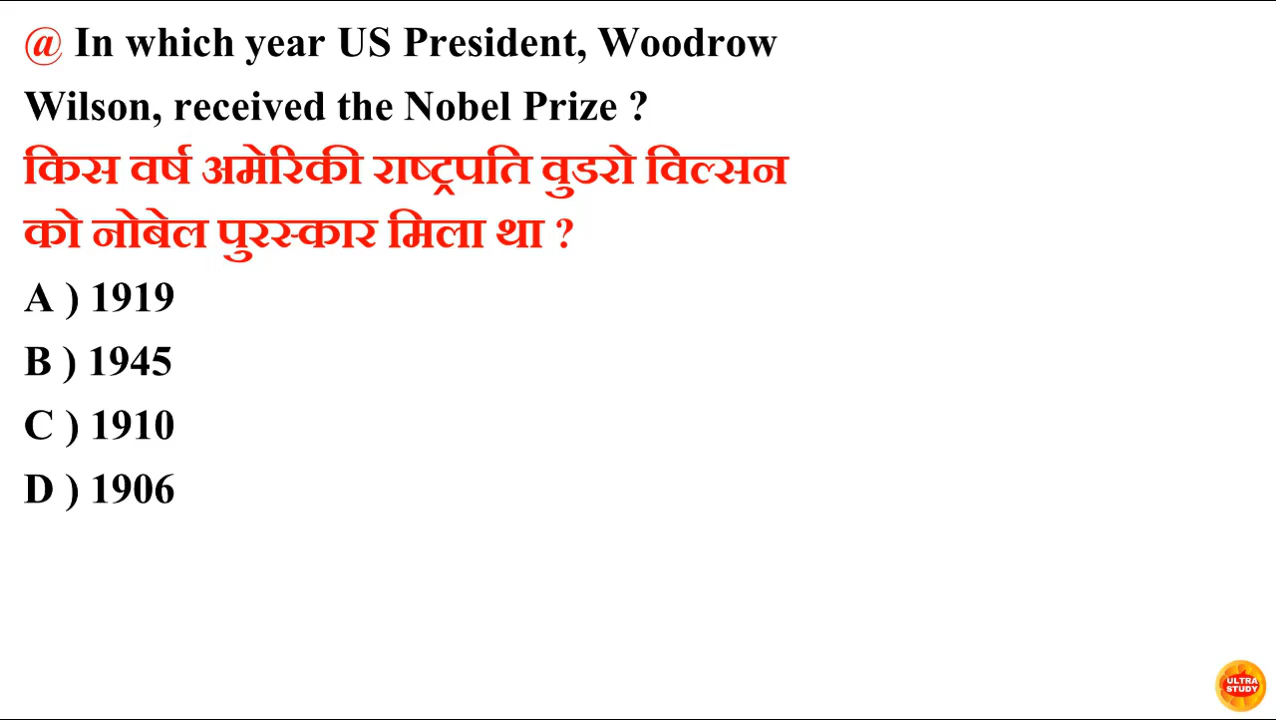 @ In which year US President, Woodrow
Wilson, received the Nobel Prize ?
किस वर्ष अमेरिकी राष्ट्रपति वुडरो विल्सन
को नोबेल पुरस्कार मिला था ?
A ) 1919
B ) 1945
C ) 1910
D ) 1906
ULTRA
STUDY